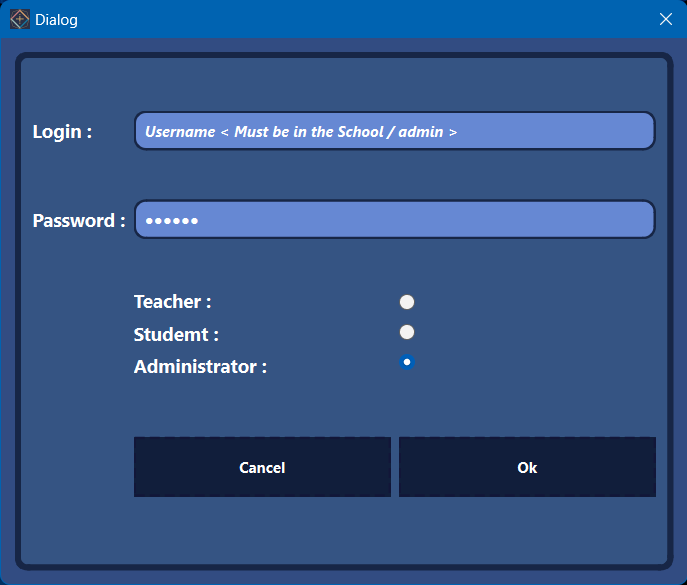 Dialog
Login :
Username < Must be in the School / admin >
Password :
••••••
Teacher :
Studemt :
Administrator :
Cancel
Ok